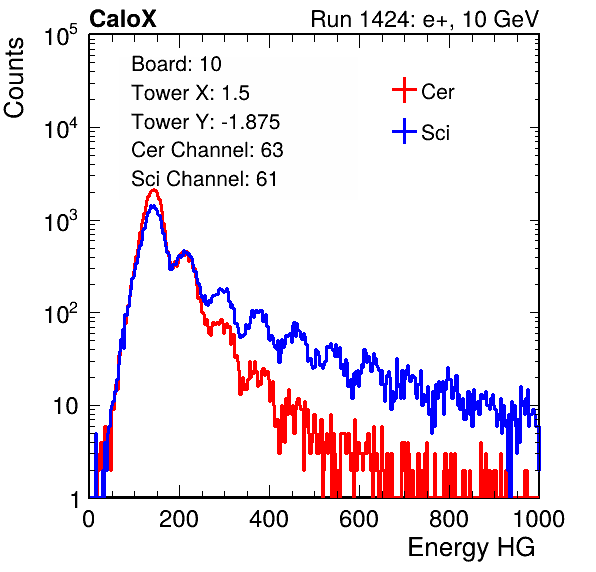 CaloX Run 1424: e+, 10 GeV
Counts
10^5
10^4
10^3
10^2
10
1
Board: 10
Tower X: 1.5
Tower Y: -1.875
Cer Channel: 63
Sci Channel: 61
Cer
Sci
0 200 400 600 800 1000
Energy HG